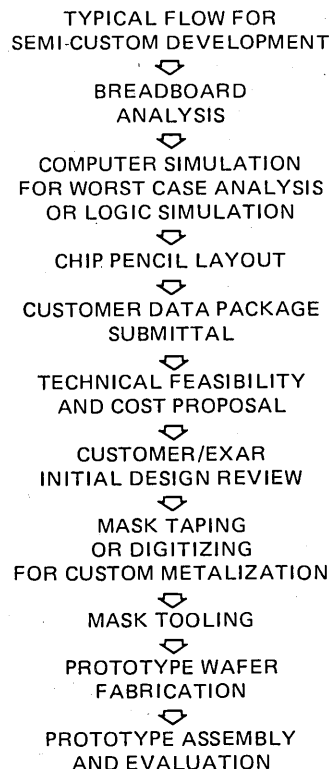 TYPICAL FLOW FOR
SEMI-CUSTOM DEVELOPMENT
BREADBOARD
ANALYSIS
COMPUTER SIMULATION
FOR WORST CASE ANALYSIS
OR LOGIC SIMULATION
CHIP PENCIL LAYOUT
CUSTOMER DATA PACKAGE
SUBMITTAL
TECHNICAL FEASIBILITY
AND COST PROPOSAL
CUSTOMER/EXAR
INITIAL DESIGN REVIEW
MASK TAPING
OR DIGITIZING
FOR CUSTOM METALIZATION
MASK TOOLING
PROTOTYPE WAFER
FABRICATION
PROTOTYPE ASSEMBLY
AND EVALUATION